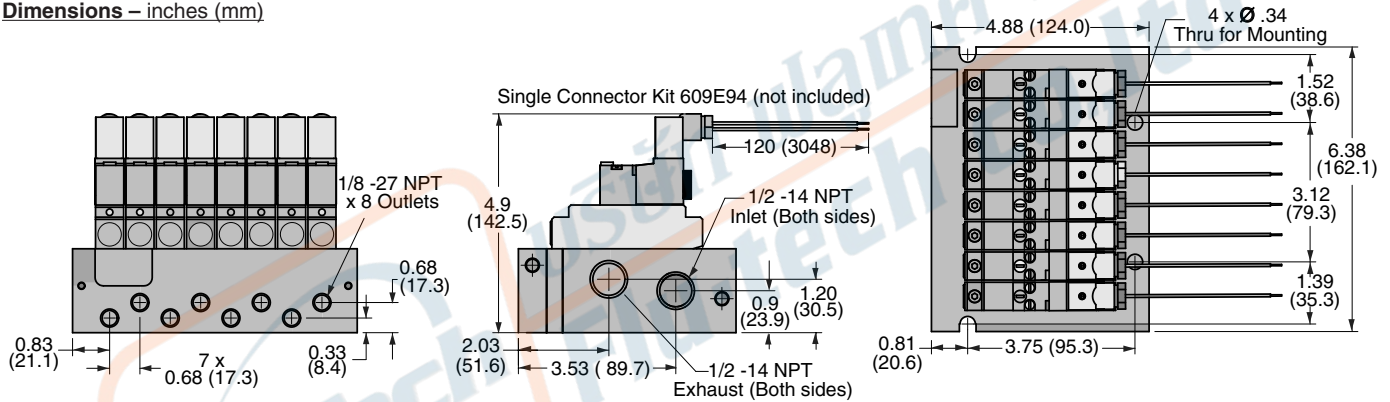 Dimensions – inches (mm)
1/8 -27 NPT
x 8 Outlets
0.68
(17.3)
0.83
(21.1)
7 x
0.68 (17.3)
0.33
(8.4)
Single Connector Kit 609E94 (not included)
120 (3048)
4.9
(142.5)
1/2 -14 NPT
Inlet (Both sides)
1.20
(30.5)
0.9
(23.9)
2.03
(51.6)
3.53 ( 89.7)
1/2 -14 NPT
Exhaust (Both sides)
4.88 (124.0)
4 x Ø .34
Thru for Mounting
1.52
(38.6)
6.38
(162.1)
3.12
(79.3)
1.39
(35.3)
0.81
(20.6)
3.75 (95.3)